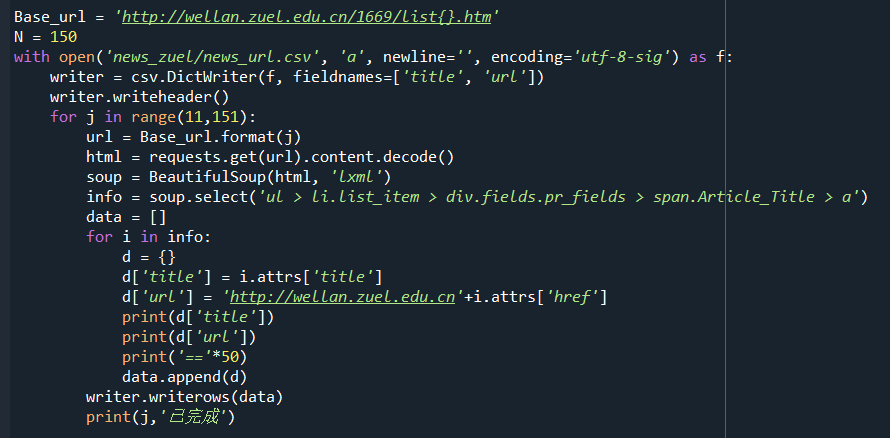 Base_url = 'http://wellan.zuel.edu.cn/1669/list{}.htm'
N = 150
with open('news_zuel/news_url.csv', 'a', newline='', encoding='utf-8-sig') as f:
    writer = csv.DictWriter(f, fieldnames=['title', 'url'])
    writer.writeheader()
    for j in range(11,151):
        url = Base_url.format(j)
        html = requests.get(url).content.decode()
        soup = BeautifulSoup(html, 'lxml')
        info = soup.select('ul > li.list_item > div.fields.pr_fields > span.Article_Title > a')
        data = []
        for i in info:
            d = {}
            d['title'] = i.attrs['title']
            d['url'] = 'http://wellan.zuel.edu.cn'+i.attrs['href']
            print(d['title'])
            print(d['url'])
            print('=='*50)
            data.append(d)
        writer.writerows(data)
        print(j,'已完成')